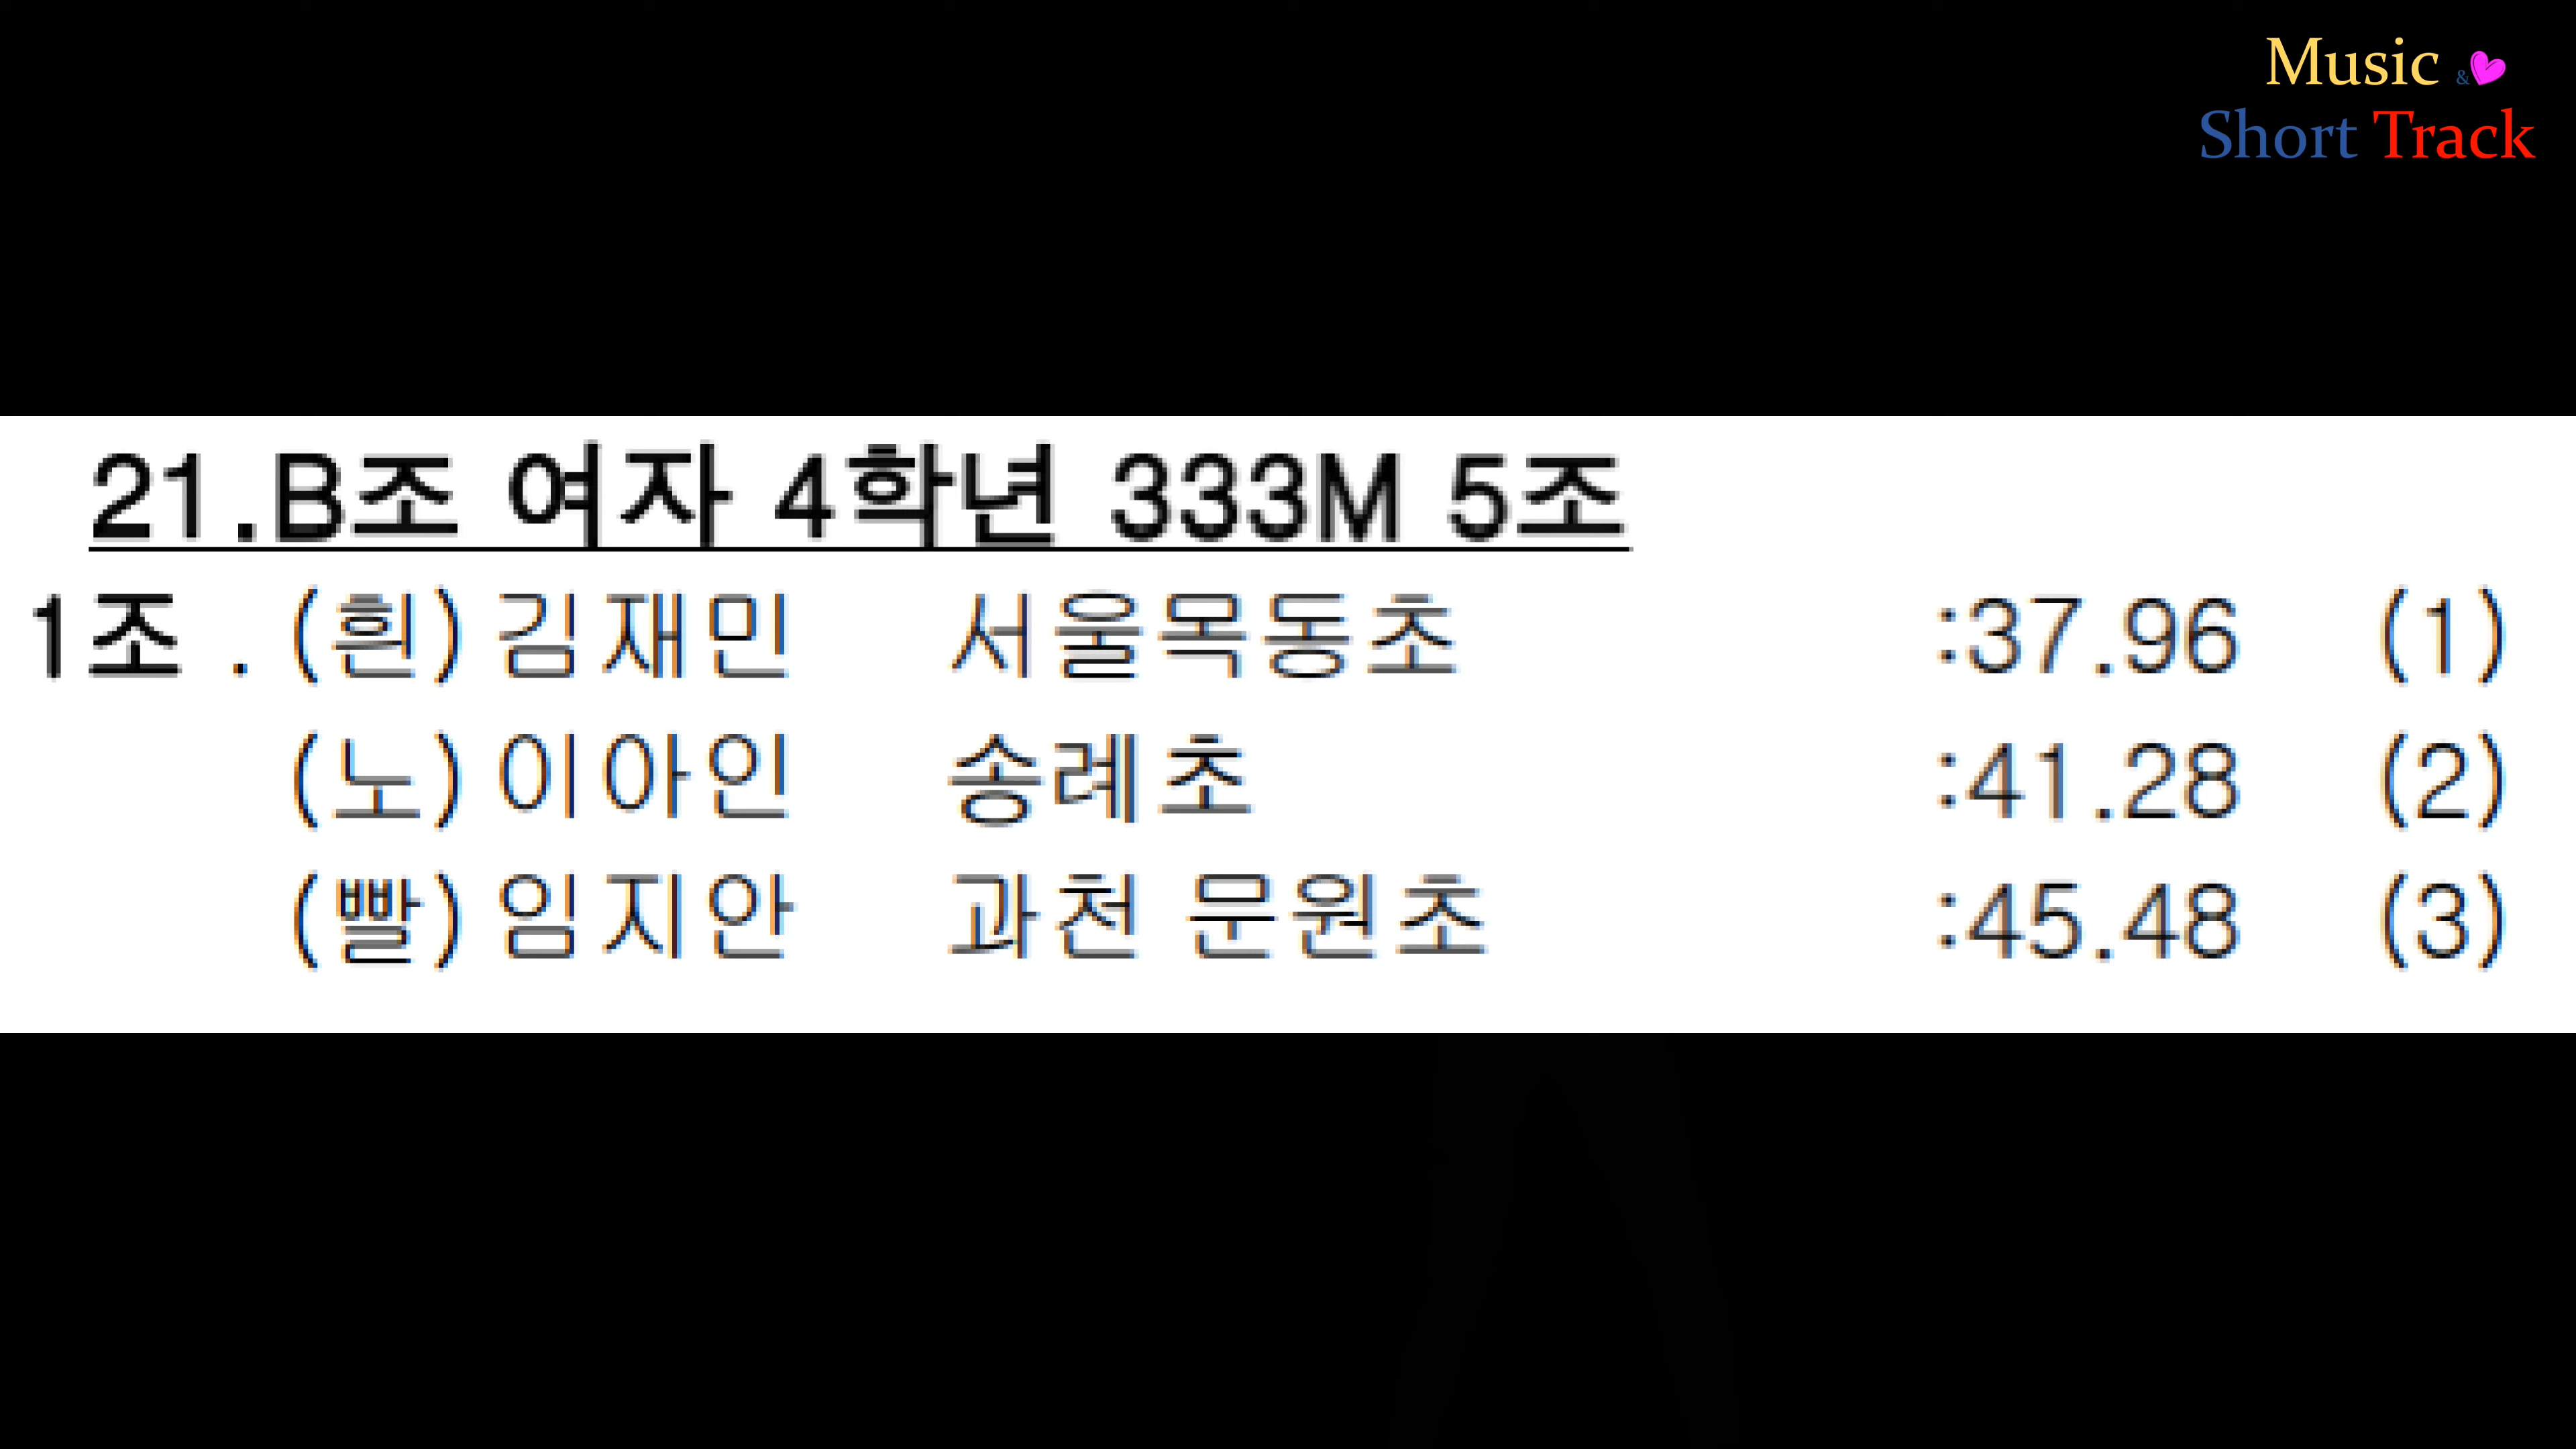 Music &
Short Track
21.B조 여자 4학년 333M 5조
1조 . (흰) 김재민 서울목동초 :37.96 (1)
(노) 이아인 송례초 :41.28 (2)
(빨) 임지안 과천 문원초 :45.48 (3)